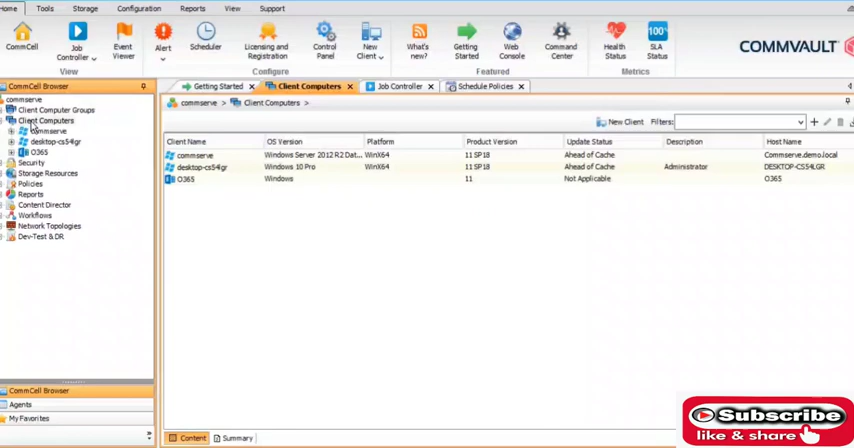 Home Tools Storage Configuration Reports View Support
CommCell Job Controller Event Viewer Alert Scheduler Licensing and Registration Control Panel New Client What's new? Getting Started Web Console Command Center Health Status 100% SLA Status COMMVAULT
View Configure Featured Metrics
CommCell Browser Getting Started Client Computers Job Controller Schedule Policies
commserve
Client Computer Groups
Client Computers
commserve
desktop-cs54lgr
O365
Security
Storage Resources
Policies
Reports
Content Director
Workflows
Network Topologies
Dev-Test & DR
CommCell Browser
Agents
My Favorites
commserve > Client Computers >
New Client Filters:
Client Name OS Version Platform Product Version Update Status Description Host Name
commserve Windows Server 2012 R2 Dat... WinX64 11 SP18 Ahead of Cache Commserve.demo.local
desktop-cs54lgr Windows 10 Pro WinX64 11 SP18 Ahead of Cache Administrator DESKTOP-CS54LGR
O365 Windows 11 Not Applicable O365
Content Summary
Subscribe
like & share